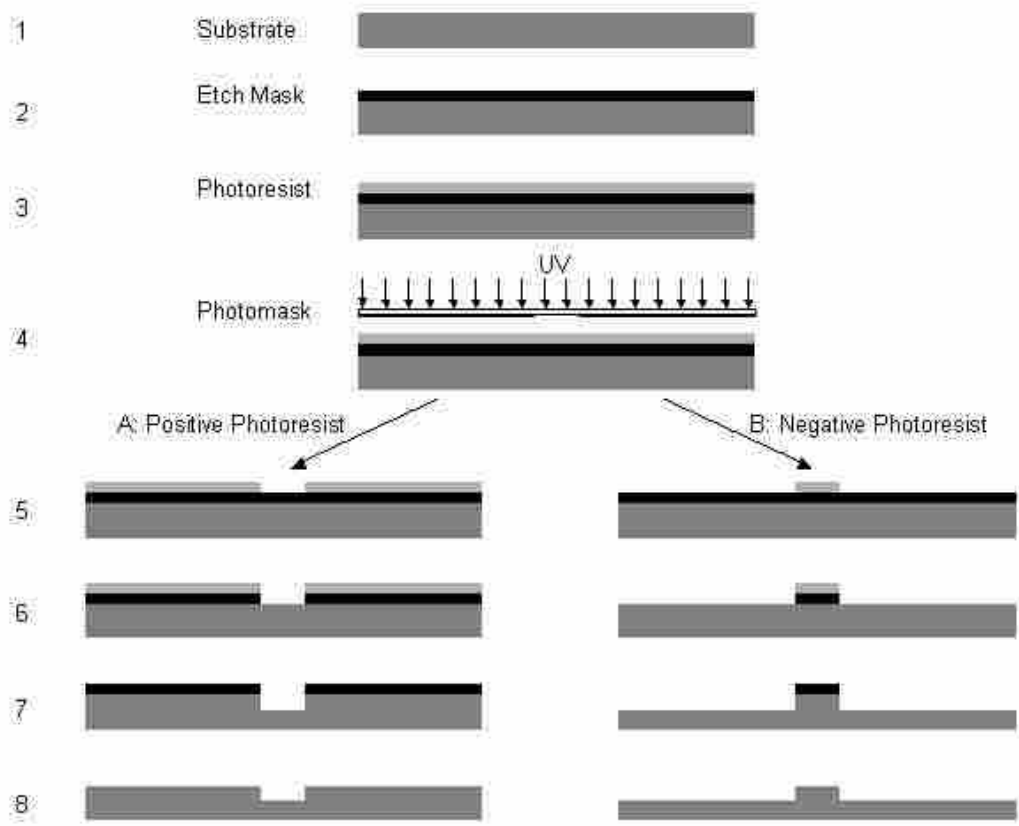 1 Substrate
2 Etch Mask
3 Photoresist
UV
Photomask
4
A: Positive Photoresist B: Negative Photoresist
5
6
7
8